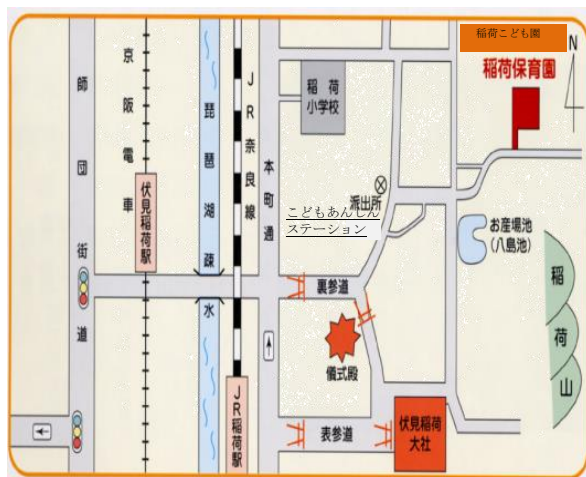 稲荷こども園
稲荷保育園
N
師団街道
京阪電車
伏見稲荷駅
琵琶湖疎水
JR奈良線
JR稲荷駅
本町通
稲荷
小学校
派出所
こどもあんしん
ステーション
お産場池
(八島池)
裏参道
儀式殿
表参道
伏見稲荷
大社
稲荷山